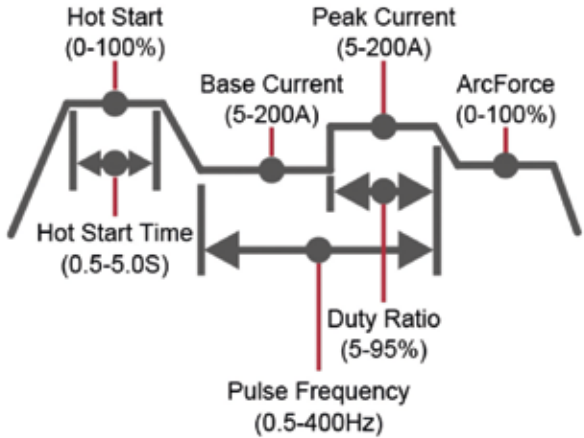 Hot Start
(0-100%)
Peak Current
(5-200A)
Base Current
(5-200A)
ArcForce
(0-100%)
Hot Start Time
(0.5-5.0S)
Duty Ratio
(5-95%)
Pulse Frequency
(0.5-400Hz)